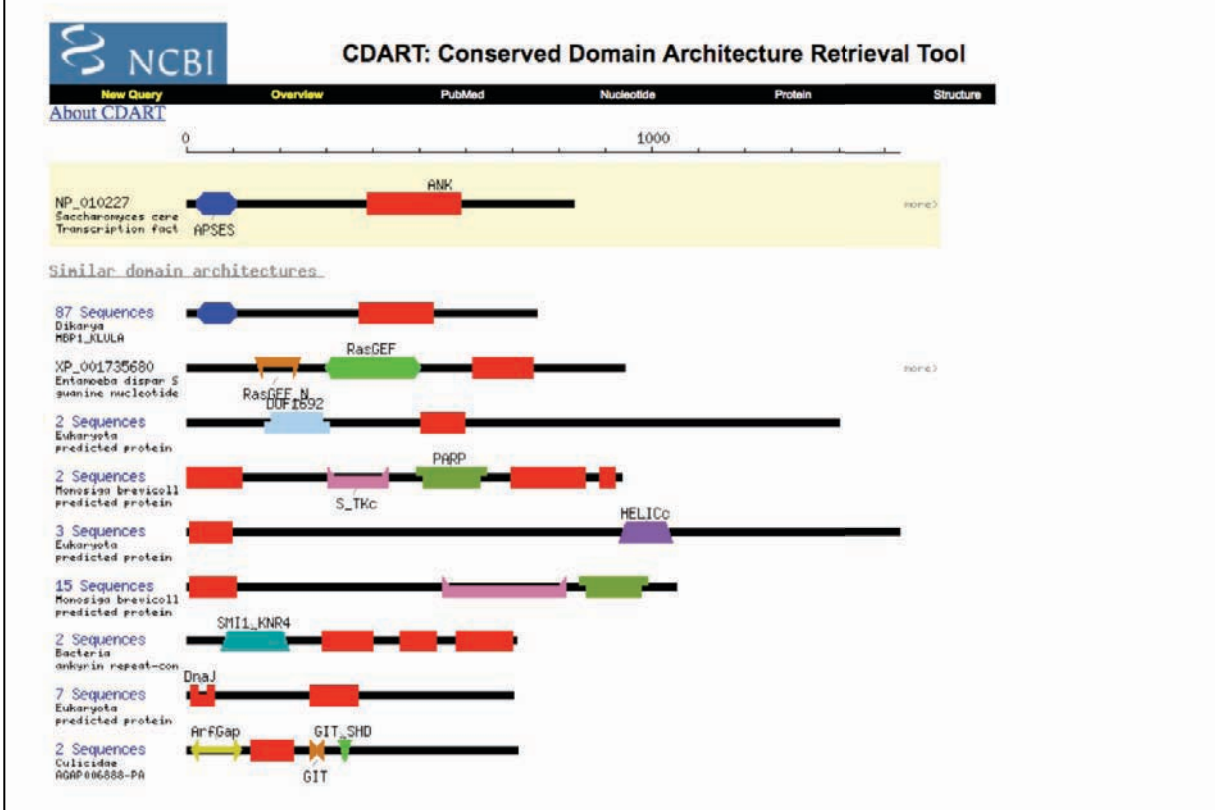 NCBI
CDART: Conserved Domain Architecture Retrieval Tool
New Query Overview PubMed Nucleotide Protein Structure
About CDART
0 1000
ANK
NP_010227
Saccharomyces cere
Transcription fact
APSES
more>
Similar domain architectures
87 Sequences
Dikarya
MBP1_KLULA
RasGEF
XP_001735680
Entamoeba dispar S
guanine nucleotide
more>
RasGEF_N
DUF1692
2 Sequences
Eukaryota
predicted protein
PARP
2 Sequences
Monosiga brevicoll
predicted protein
S_TKc
HELICc
3 Sequences
Eukaryota
predicted protein
15 Sequences
Monosiga brevicoll
predicted protein
SMI1_KNR4
2 Sequences
Bacteria
ankyrin repeat-con
DnaJ
7 Sequences
Eukaryota
predicted protein
ArfGap GIT_SHD
2 Sequences
Culicidae
AGAP006888-PA
GIT